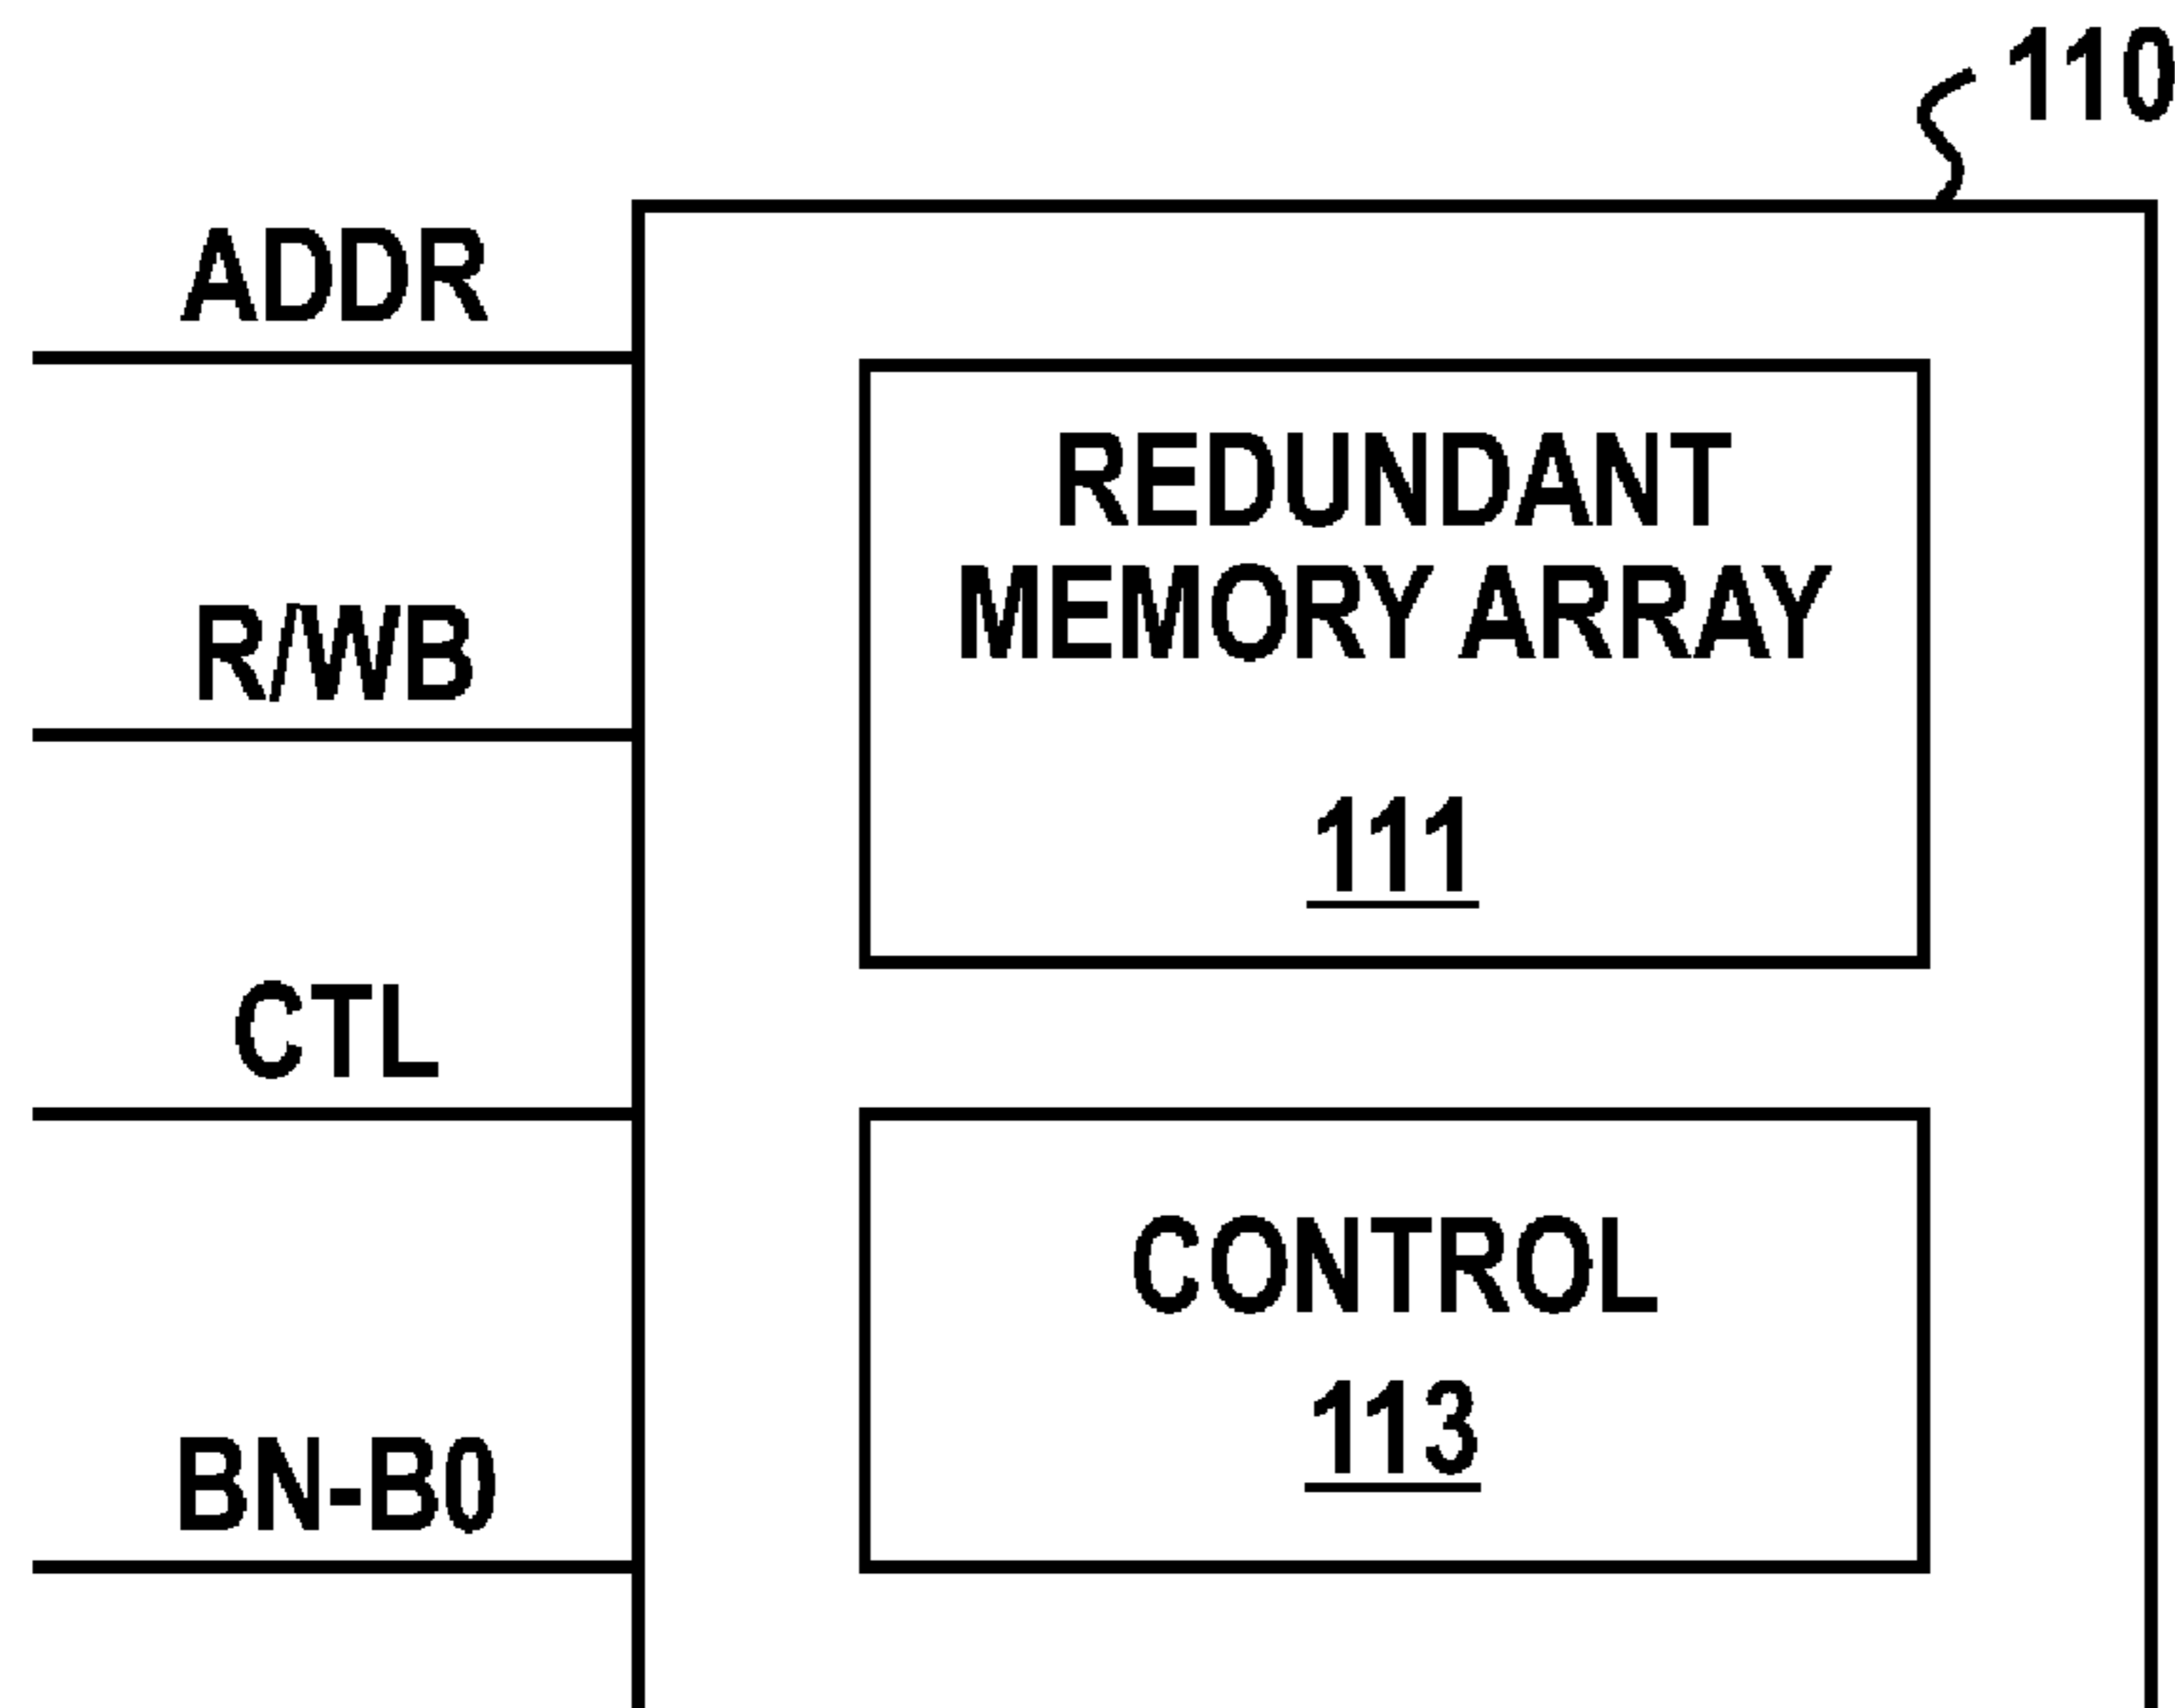 110
ADDR
REDUNDANT
MEMORY ARRAY
R/WB
111
CTL
CONTROL
113
BN-B0